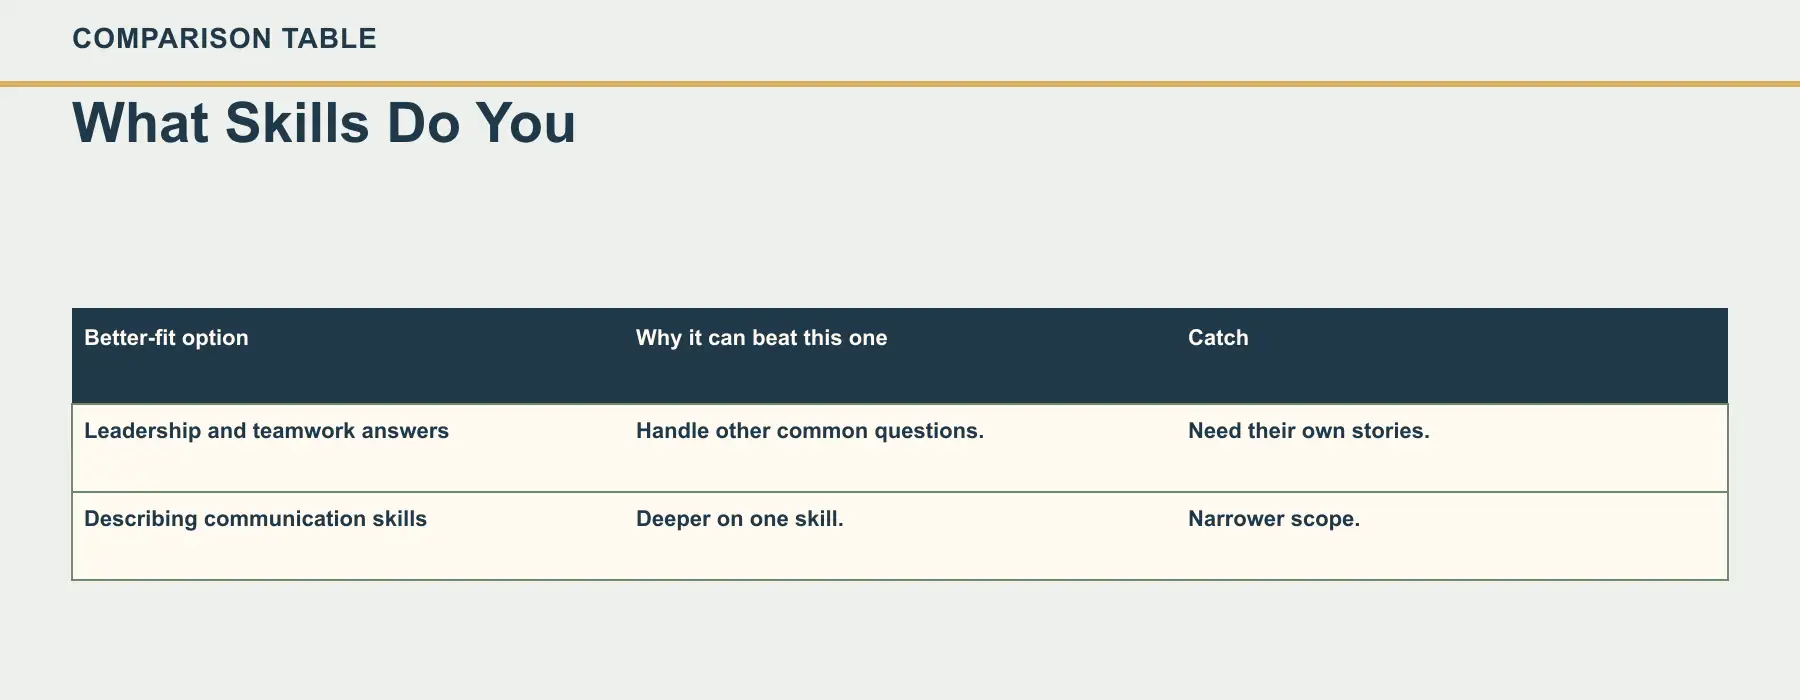 COMPARISON TABLE
What Skills Do You
Better-fit option Why it can beat this one Catch
Leadership and teamwork answers Handle other common questions. Need their own stories.
Describing communication skills Deeper on one skill. Narrower scope.